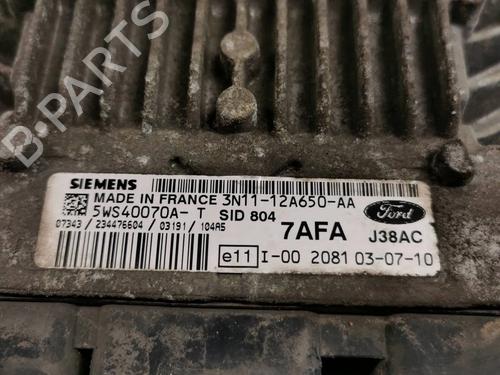 B-PARTS
SIEMENS
MADE IN FRANCE 3N11-12A650-AA
5WS40070A- T SID 804
07343 / 234476604 / 03191 / 104A5
7AFA
Ford
J38AC
e11 I-00 2081 03-07-10